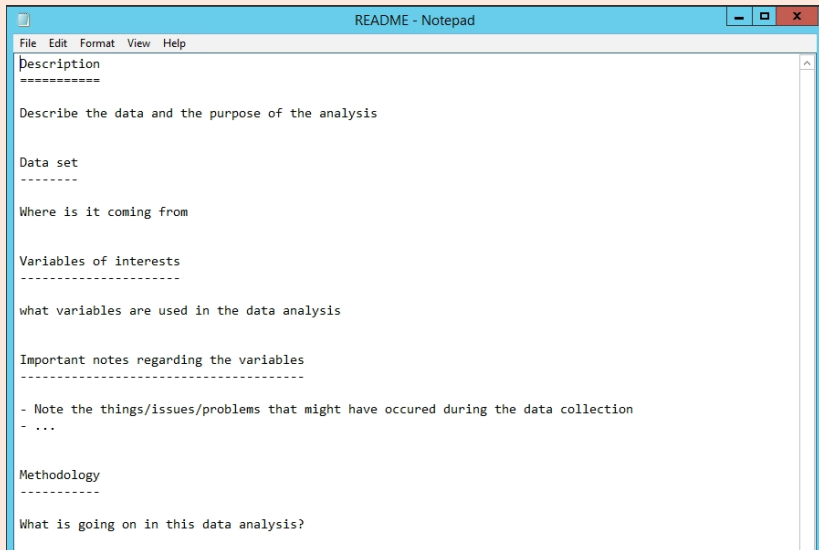 README - Notepad
File Edit Format View Help
Description
===========
Describe the data and the purpose of the analysis
Data set
--------
Where is it coming from
Variables of interests
----------------------
what variables are used in the data analysis
Important notes regarding the variables
---------------------------------------
- Note the things/issues/problems that might have occured during the data collection
- ...
Methodology
-----------
What is going on in this data analysis?